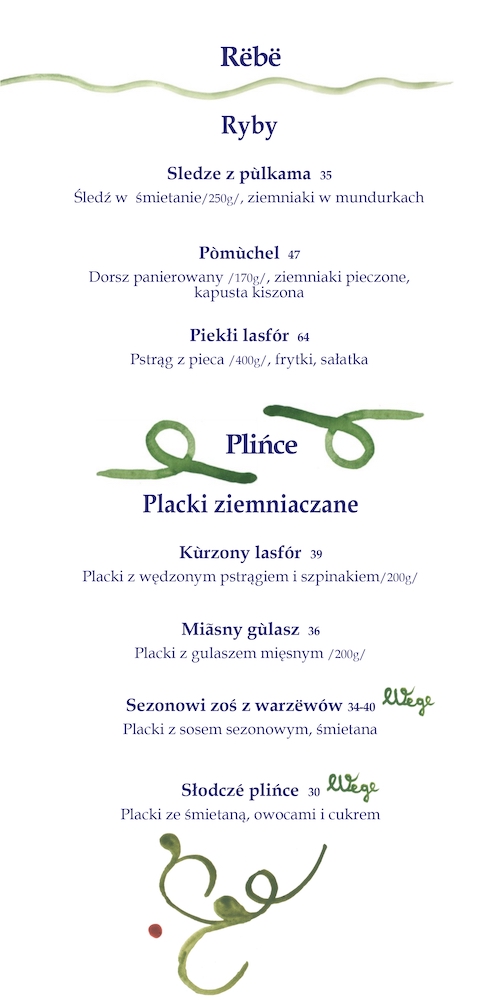 Rëbë
Ryby
Sledze z pùlkama 35
Śledź w śmietanie/250g/, ziemniaki w mundurkach
Pòmùchel 47
Dorsz panierowany /170g/, ziemniaki pieczone,
kapusta kiszona
Piekłi lasfór 64
Pstrąg z pieca /400g/, frytki, sałatka
Plińce
Placki ziemniaczane
Kùrzony lasfór 39
Placki z wędzonym pstrągiem i szpinakiem/200g/
Miãsny gùlasz 36
Placki z gulaszem mięsnym /200g/
Sezonowi zoś z warzëwów 34-40 Wege
Placki z sosem sezonowym, śmietana
Słodczé plińce 30 Wege
Placki ze śmietaną, owocami i cukrem